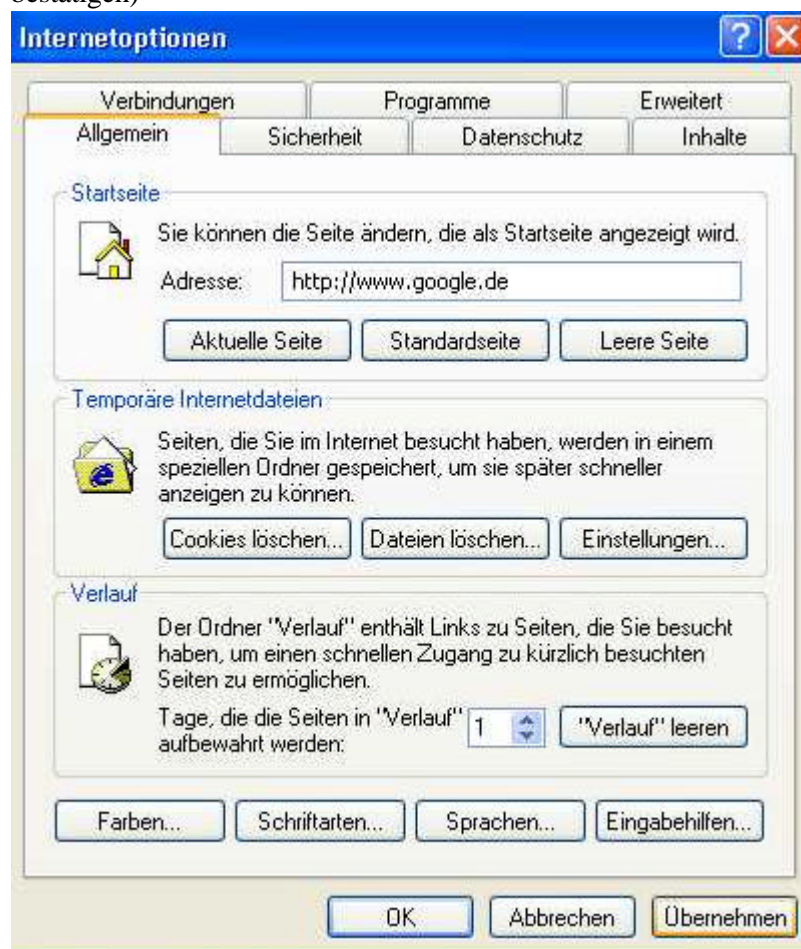 bestätigen)
Internetoptionen
Verbindungen Programme Erweitert
Allgemein Sicherheit Datenschutz Inhalte
Startseite
Sie können die Seite ändern, die als Startseite angezeigt wird.
Adresse: http://www.google.de
Aktuelle Seite Standardseite Leere Seite
Temporäre Internetdateien
Seiten, die Sie im Internet besucht haben, werden in einem
speziellen Ordner gespeichert, um sie später schneller
anzeigen zu können.
Cookies löschen... Dateien löschen... Einstellungen...
Verlauf
Der Ordner "Verlauf" enthält Links zu Seiten, die Sie besucht
haben, um einen schnellen Zugang zu kürzlich besuchten
Seiten zu ermöglichen.
Tage, die die Seiten in "Verlauf" 1 "Verlauf" leeren
aufbewahrt werden:
Farben... Schriftarten... Sprachen... Eingabehilfen...
OK Abbrechen Übernehmen